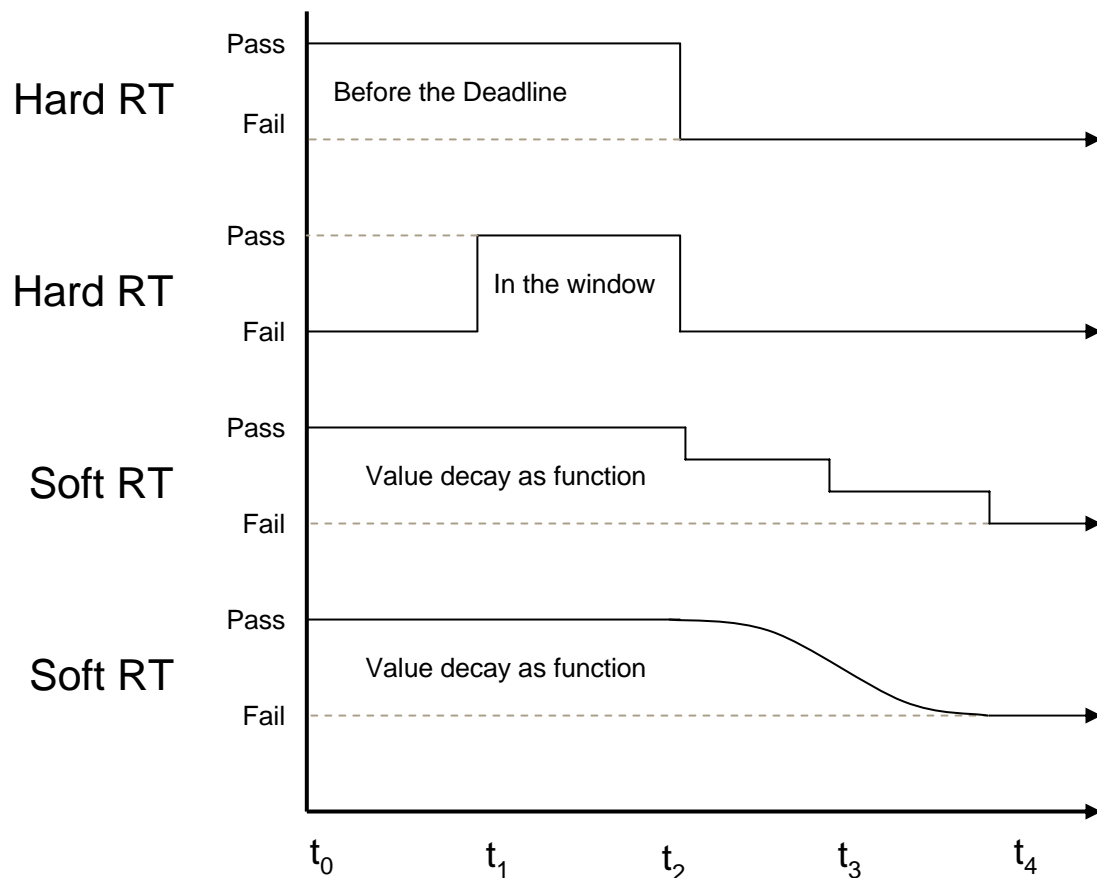 Pass
Hard RT
Before the Deadline
Fail
Pass
Hard RT
In the window
Fail
Pass
Soft RT
Value decay as function
Fail
Pass
Soft RT
Value decay as function
Fail
t₀ t₁ t₂ t₃ t₄